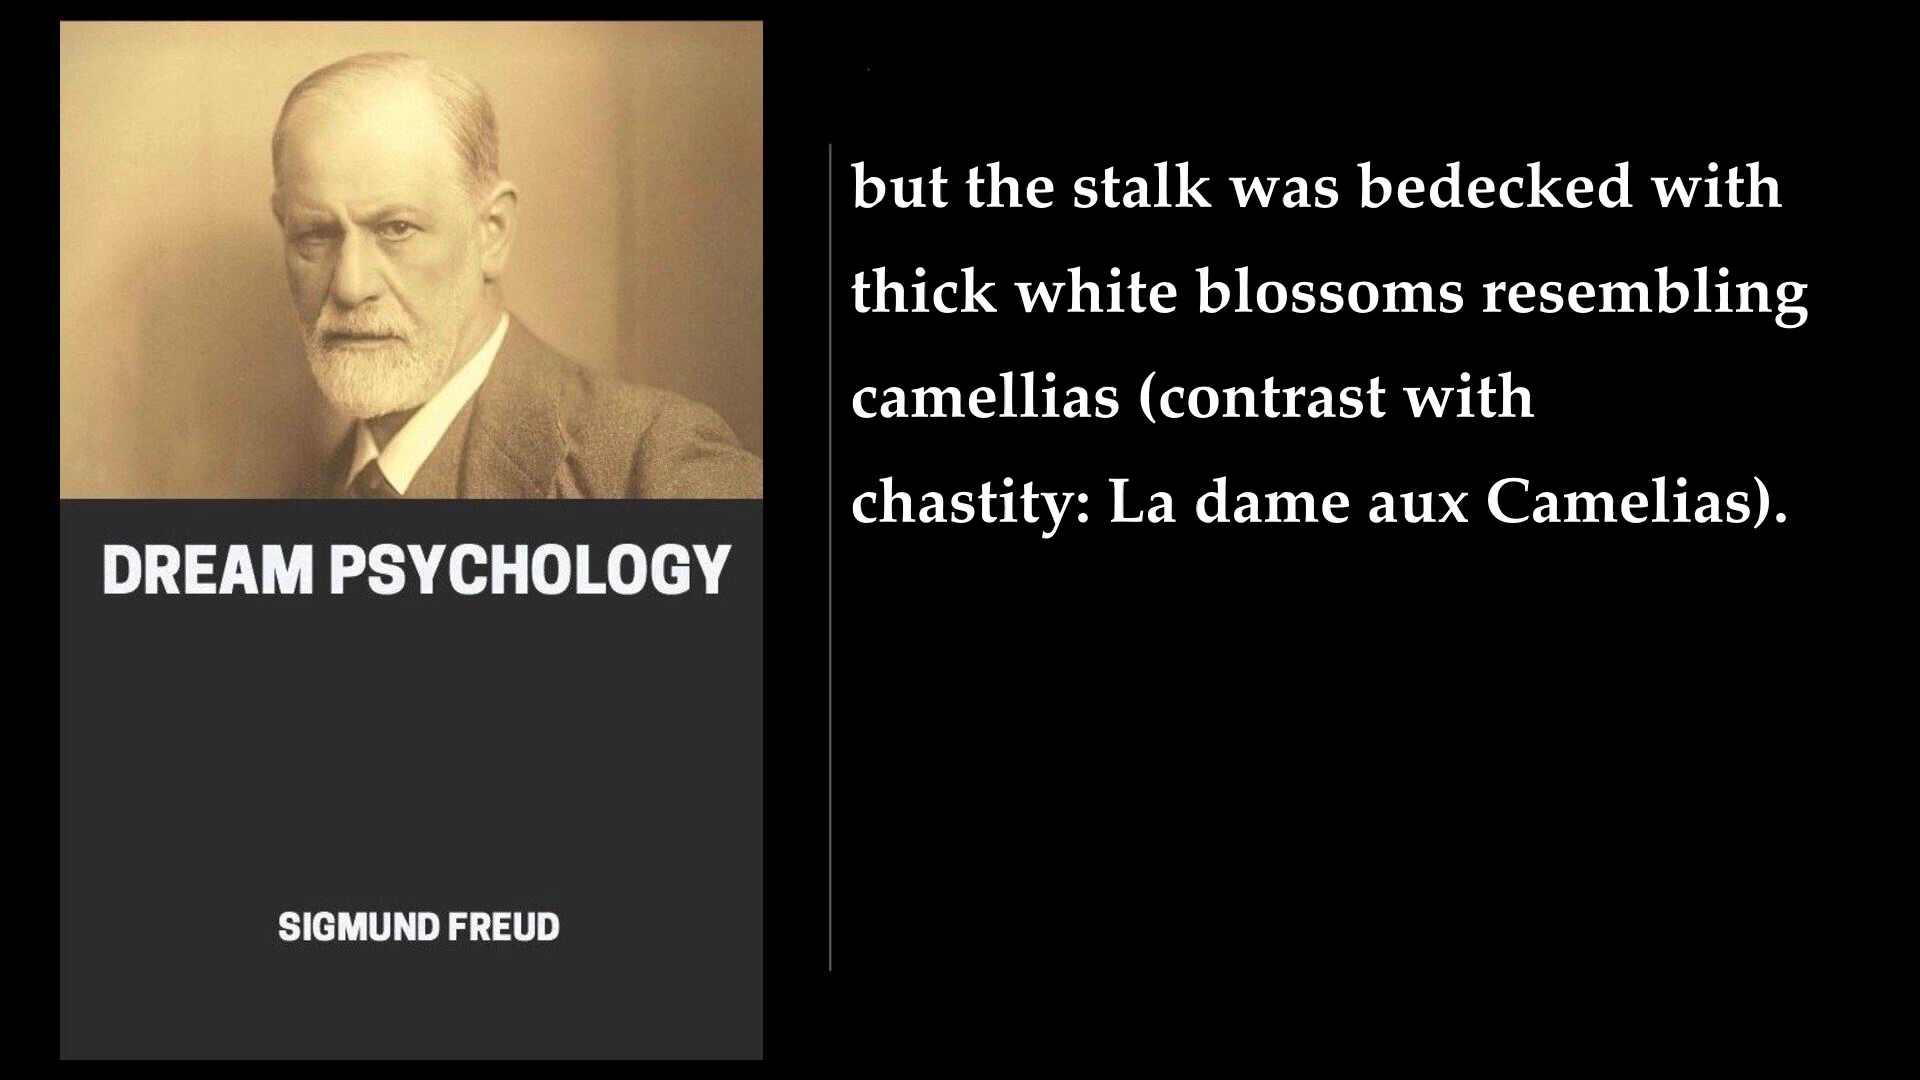 DREAM PSYCHOLOGY
SIGMUND FREUD
but the stalk was bedecked with
thick white blossoms resembling
camellias (contrast with
chastity: La dame aux Camelias).